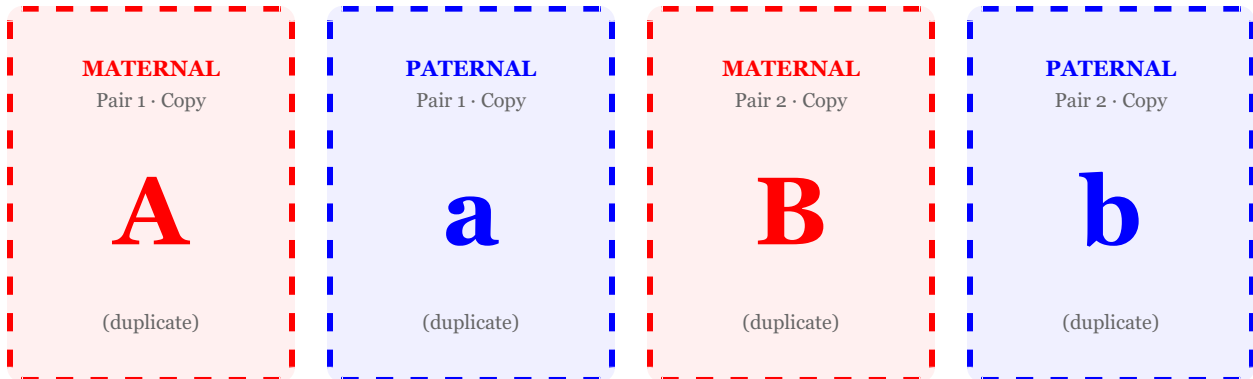 MATERNAL
Pair 1 · Copy
A
(duplicate)
PATERNAL
Pair 1 · Copy
a
(duplicate)
MATERNAL
Pair 2 · Copy
B
(duplicate)
PATERNAL
Pair 2 · Copy
b
(duplicate)